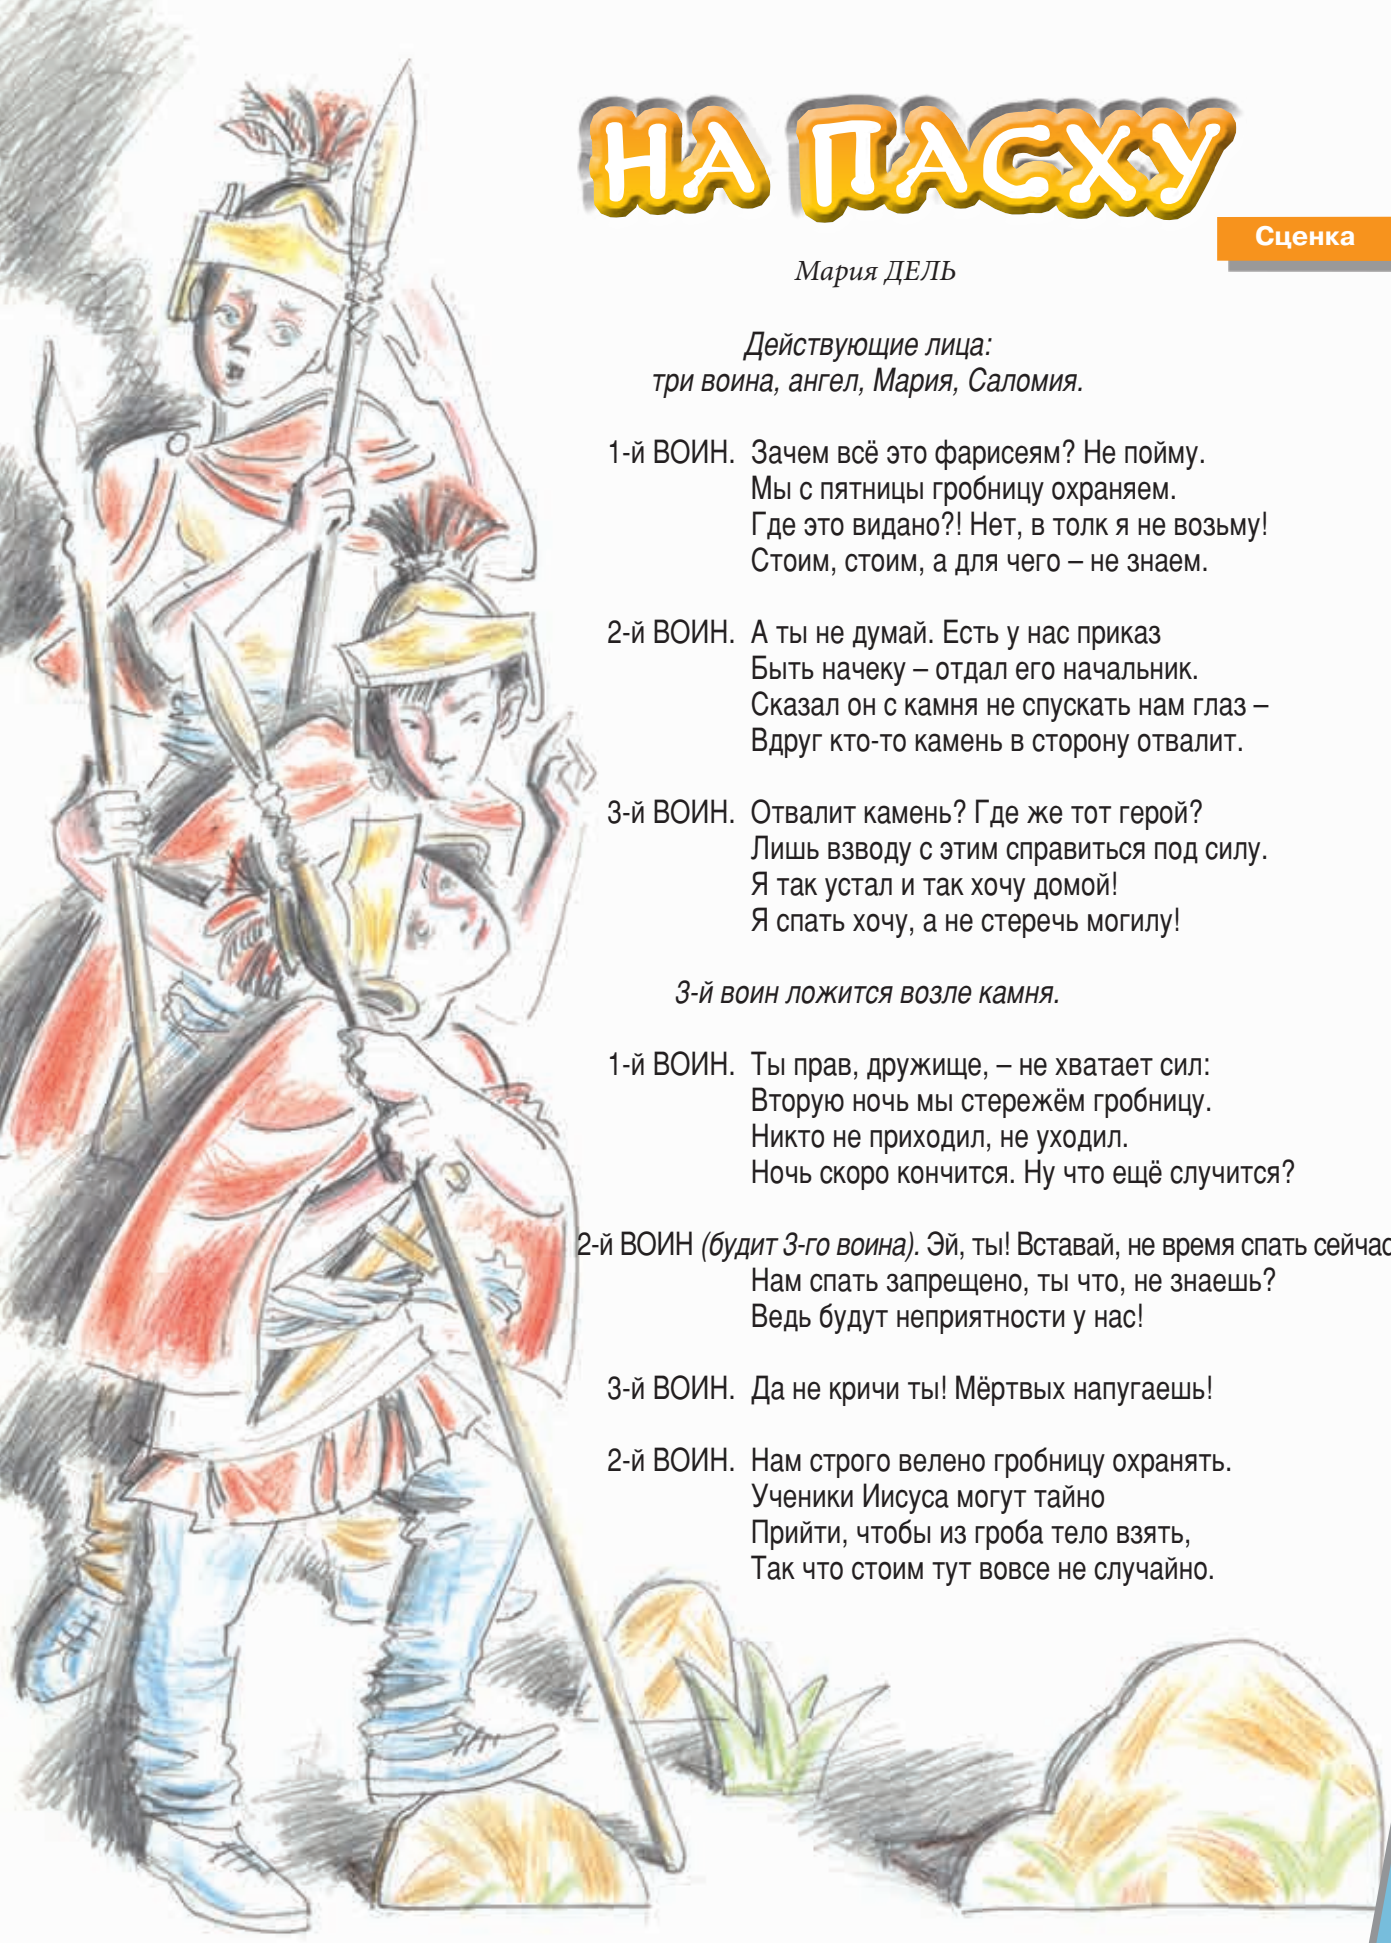 НА ПАСХУ
Сценка
Мария ДЕЛЬ
Действующие лица:
три воина, ангел, Мария, Саломия.
1-й ВОИН. Зачем всё это фарисеям? Не пойму.
Мы с пятницы гробницу охраняем.
Где это видано?! Нет, в толк я не возьму!
Стоим, стоим, а для чего – не знаем.
2-й ВОИН. А ты не думай. Есть у нас приказ
Быть начеку – отдал его начальник.
Сказал он с камня не спускать нам глаз –
Вдруг кто-то камень в сторону отвалит.
3-й ВОИН. Отвалит камень? Где же тот герой?
Лишь взводу с этим справиться под силу.
Я так устал и так хочу домой!
Я спать хочу, а не стеречь могилу!
3-й воин ложится возле камня.
1-й ВОИН. Ты прав, дружище, – не хватает сил:
Вторую ночь мы стережём гробницу.
Никто не приходил, не уходил.
Ночь скоро кончится. Ну что ещё случится?
2-й ВОИН (будит 3-го воина). Эй, ты! Вставай, не время спать сейчас
Нам спать запрещено, ты что, не знаешь?
Ведь будут неприятности у нас!
3-й ВОИН. Да не кричи ты! Мёртвых напугаешь!
2-й ВОИН. Нам строго велено гробницу охранять.
Ученики Иисуса могут тайно
Прийти, чтобы из гроба тело взять,
Так что стоим тут вовсе не случайно.